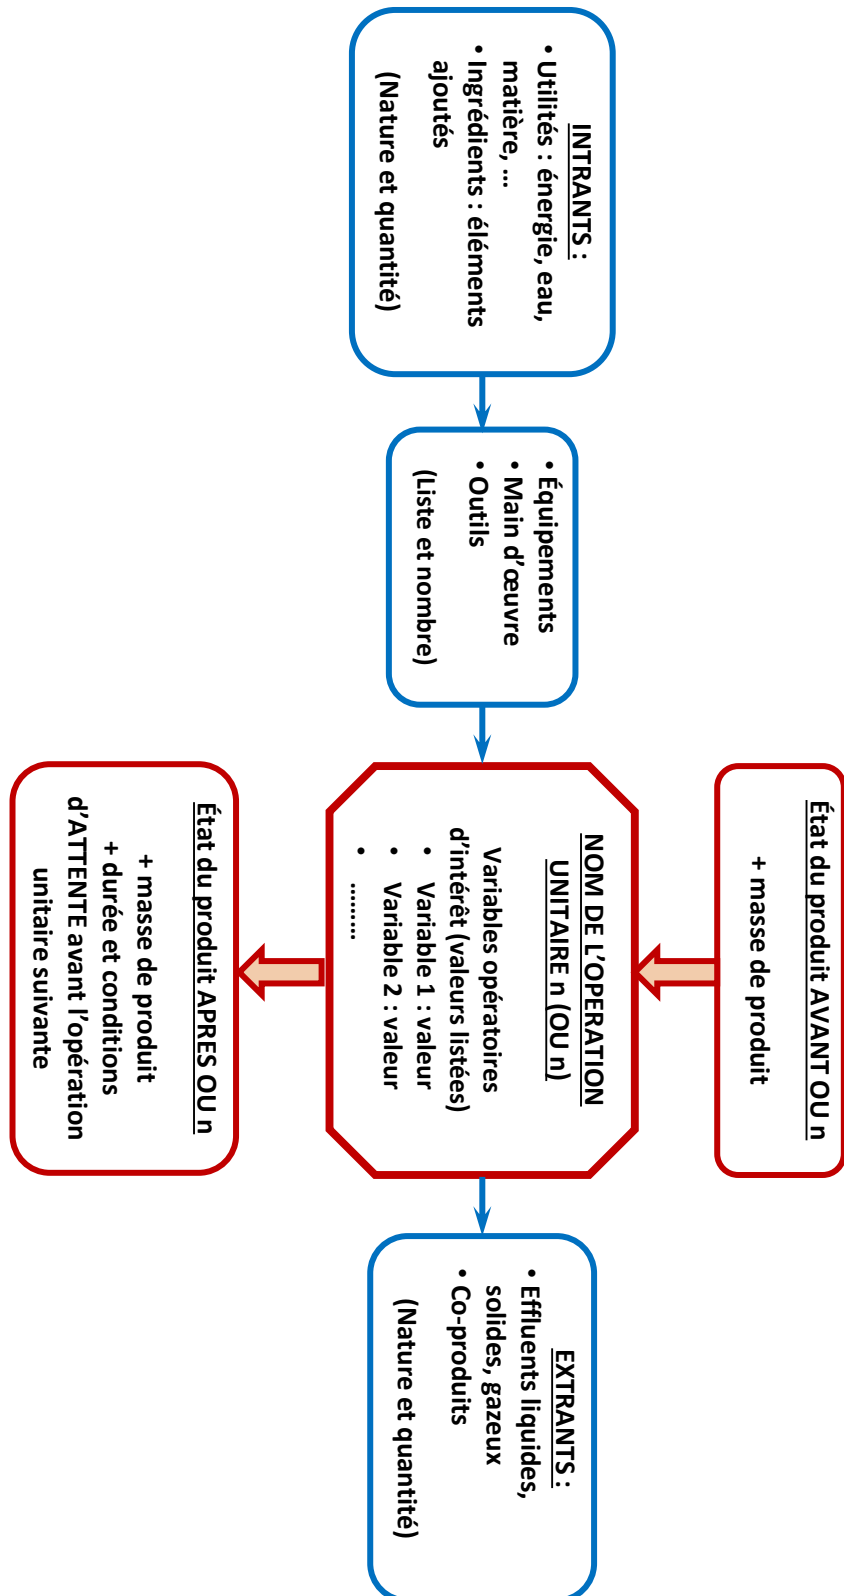 État du produit AVANT OU n
+ masse de produit
INTRANTS :
• Utilités : énergie, eau,
matière, ...
• Ingrédients : éléments
ajoutés
(Nature et quantité)
• Équipements
• Main d’œuvre
• Outils
(Liste et nombre)
NOM DE L’OPERATION
UNITAIRE n (OU n)
Variables opératoires
d’intérêt (valeurs listées)
• Variable 1 : valeur
• Variable 2 : valeur
• .........
EXTRANTS :
• Effluents liquides,
solides, gazeux
• Co-produits
(Nature et quantité)
État du produit APRES OU n
+ masse de produit
+ durée et conditions
d’ATTENTE avant l’opération
unitaire suivante